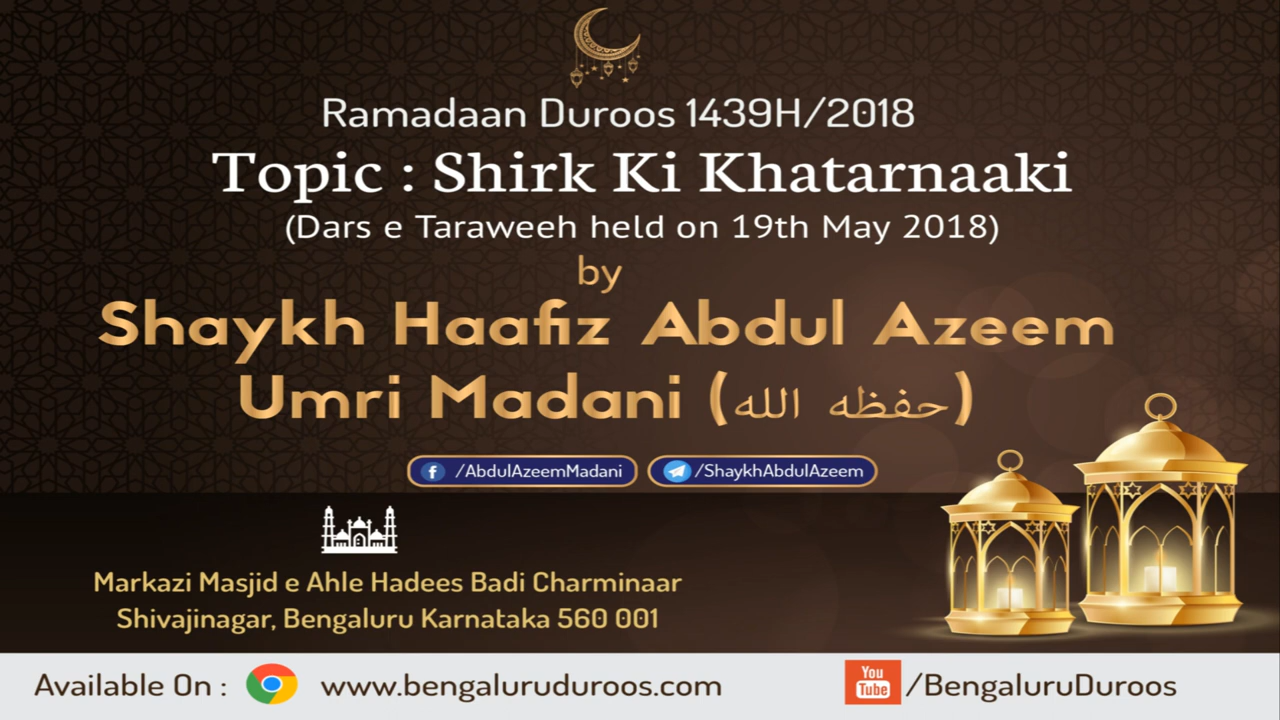 Ramadaan Duroos 1439H/2018
Topic : Shirk Ki Khatarnaaki
(Dars e Taraweeh held on 19th May 2018)
by
Shaykh Haafiz Abdul Azeem
Umri Madani (حفظه الله)
f /AbdulAzeemMadani /ShaykhAbdulAzeem
Markazi Masjid e Ahle Hadees Badi Charminaar
Shivajinagar, Bengaluru Karnataka 560 001
Available On : www.bengaluruduroos.com You Tube /BengaluruDuroos